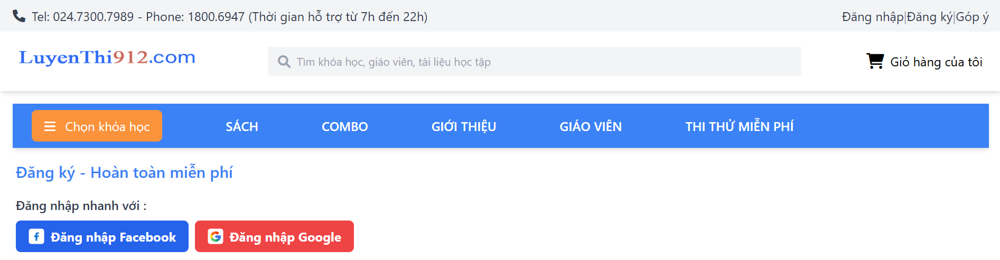 Tel: 024.7300.7989 - Phone: 1800.6947 (Thời gian hỗ trợ từ 7h đến 22h)
Đăng nhập|Đăng ký|Góp ý
LuyenThi912.com
Tìm khóa học, giáo viên, tài liệu học tập
Giỏ hàng của tôi
Chọn khóa học
SÁCH
COMBO
GIỚI THIỆU
GIÁO VIÊN
THI THỬ MIỄN PHÍ
Đăng ký - Hoàn toàn miễn phí
Đăng nhập nhanh với :
Đăng nhập Facebook
Đăng nhập Google